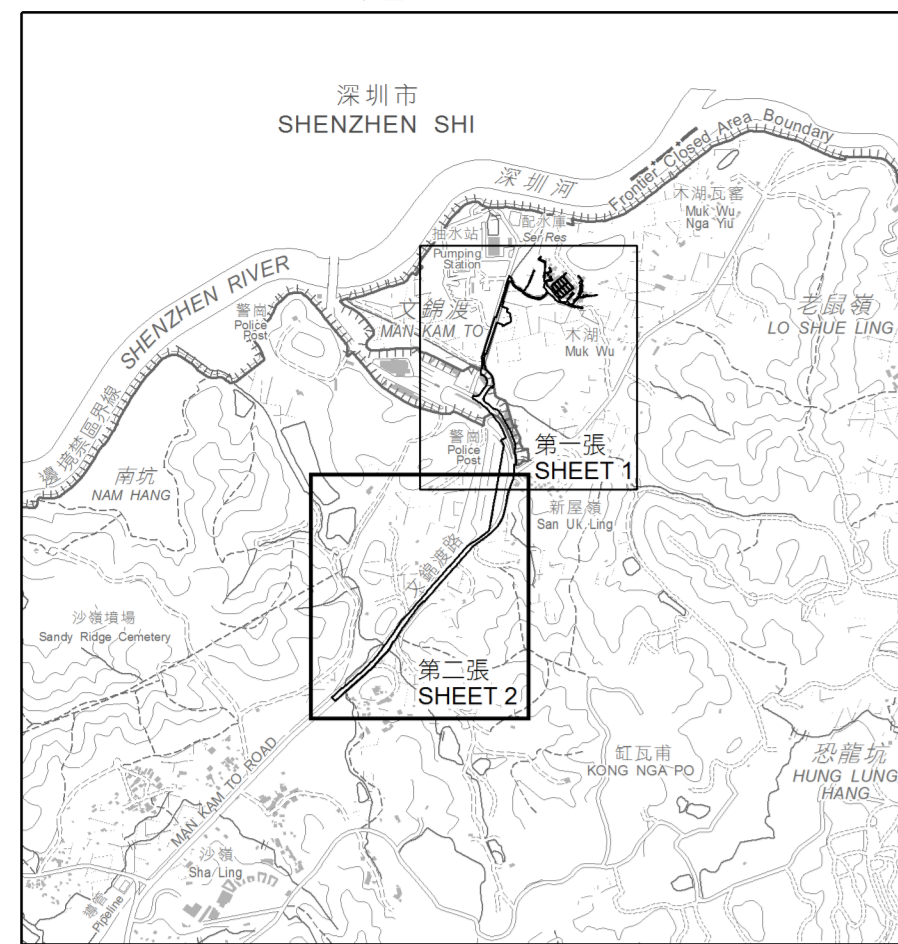 深圳市
SHENZHEN SHI
深圳河
Frontier Closed Area Boundary
木湖瓦窰
Muk Wu
Nga Yiu
抽水站
Pumping
Station
配水庫
Ser Res
SHENZHEN RIVER
警崗
Police
Post
文錦渡
MAN KAM TO
木湖
Muk Wu
老鼠嶺
LO SHUE LING
邊境禁區界線
南坑
NAM HANG
警崗
Police
Post
第一張
SHEET 1
新屋嶺
San Uk Ling
文錦渡路
沙嶺墳場
Sandy Ridge Cemetery
第二張
SHEET 2
缸瓦甫
KONG NGA PO
恐龍坑
HUNG LUNG
HANG
MAN KAM TO ROAD
沙嶺
Sha Ling
導管
Pipeline